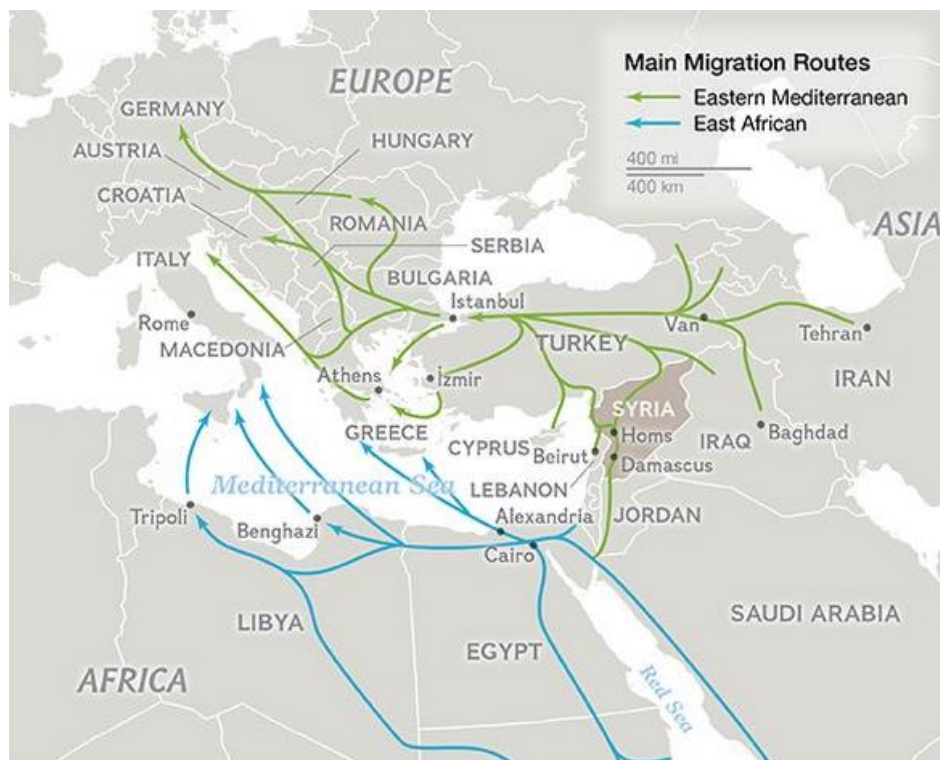 Main Migration Routes
Eastern Mediterranean
East African
400 mi
400 km
EUROPE
GERMANY
AUSTRIA
HUNGARY
CROATIA
ROMANIA
ASIA
SERBIA
ITALY
BULGARIA
Istanbul
Rome
Van
Tehran
MACEDONIA
TURKEY
Athens
İzmir
IRAN
SYRIA
GREECE
Homs
IRAQ
Baghdad
CYPRUS
Beirut
Damascus
Mediterranean Sea
LEBANON
Tripoli
Alexandria
JORDAN
Benghazi
Cairo
LIBYA
SAUDI ARABIA
EGYPT
AFRICA
Red Sea